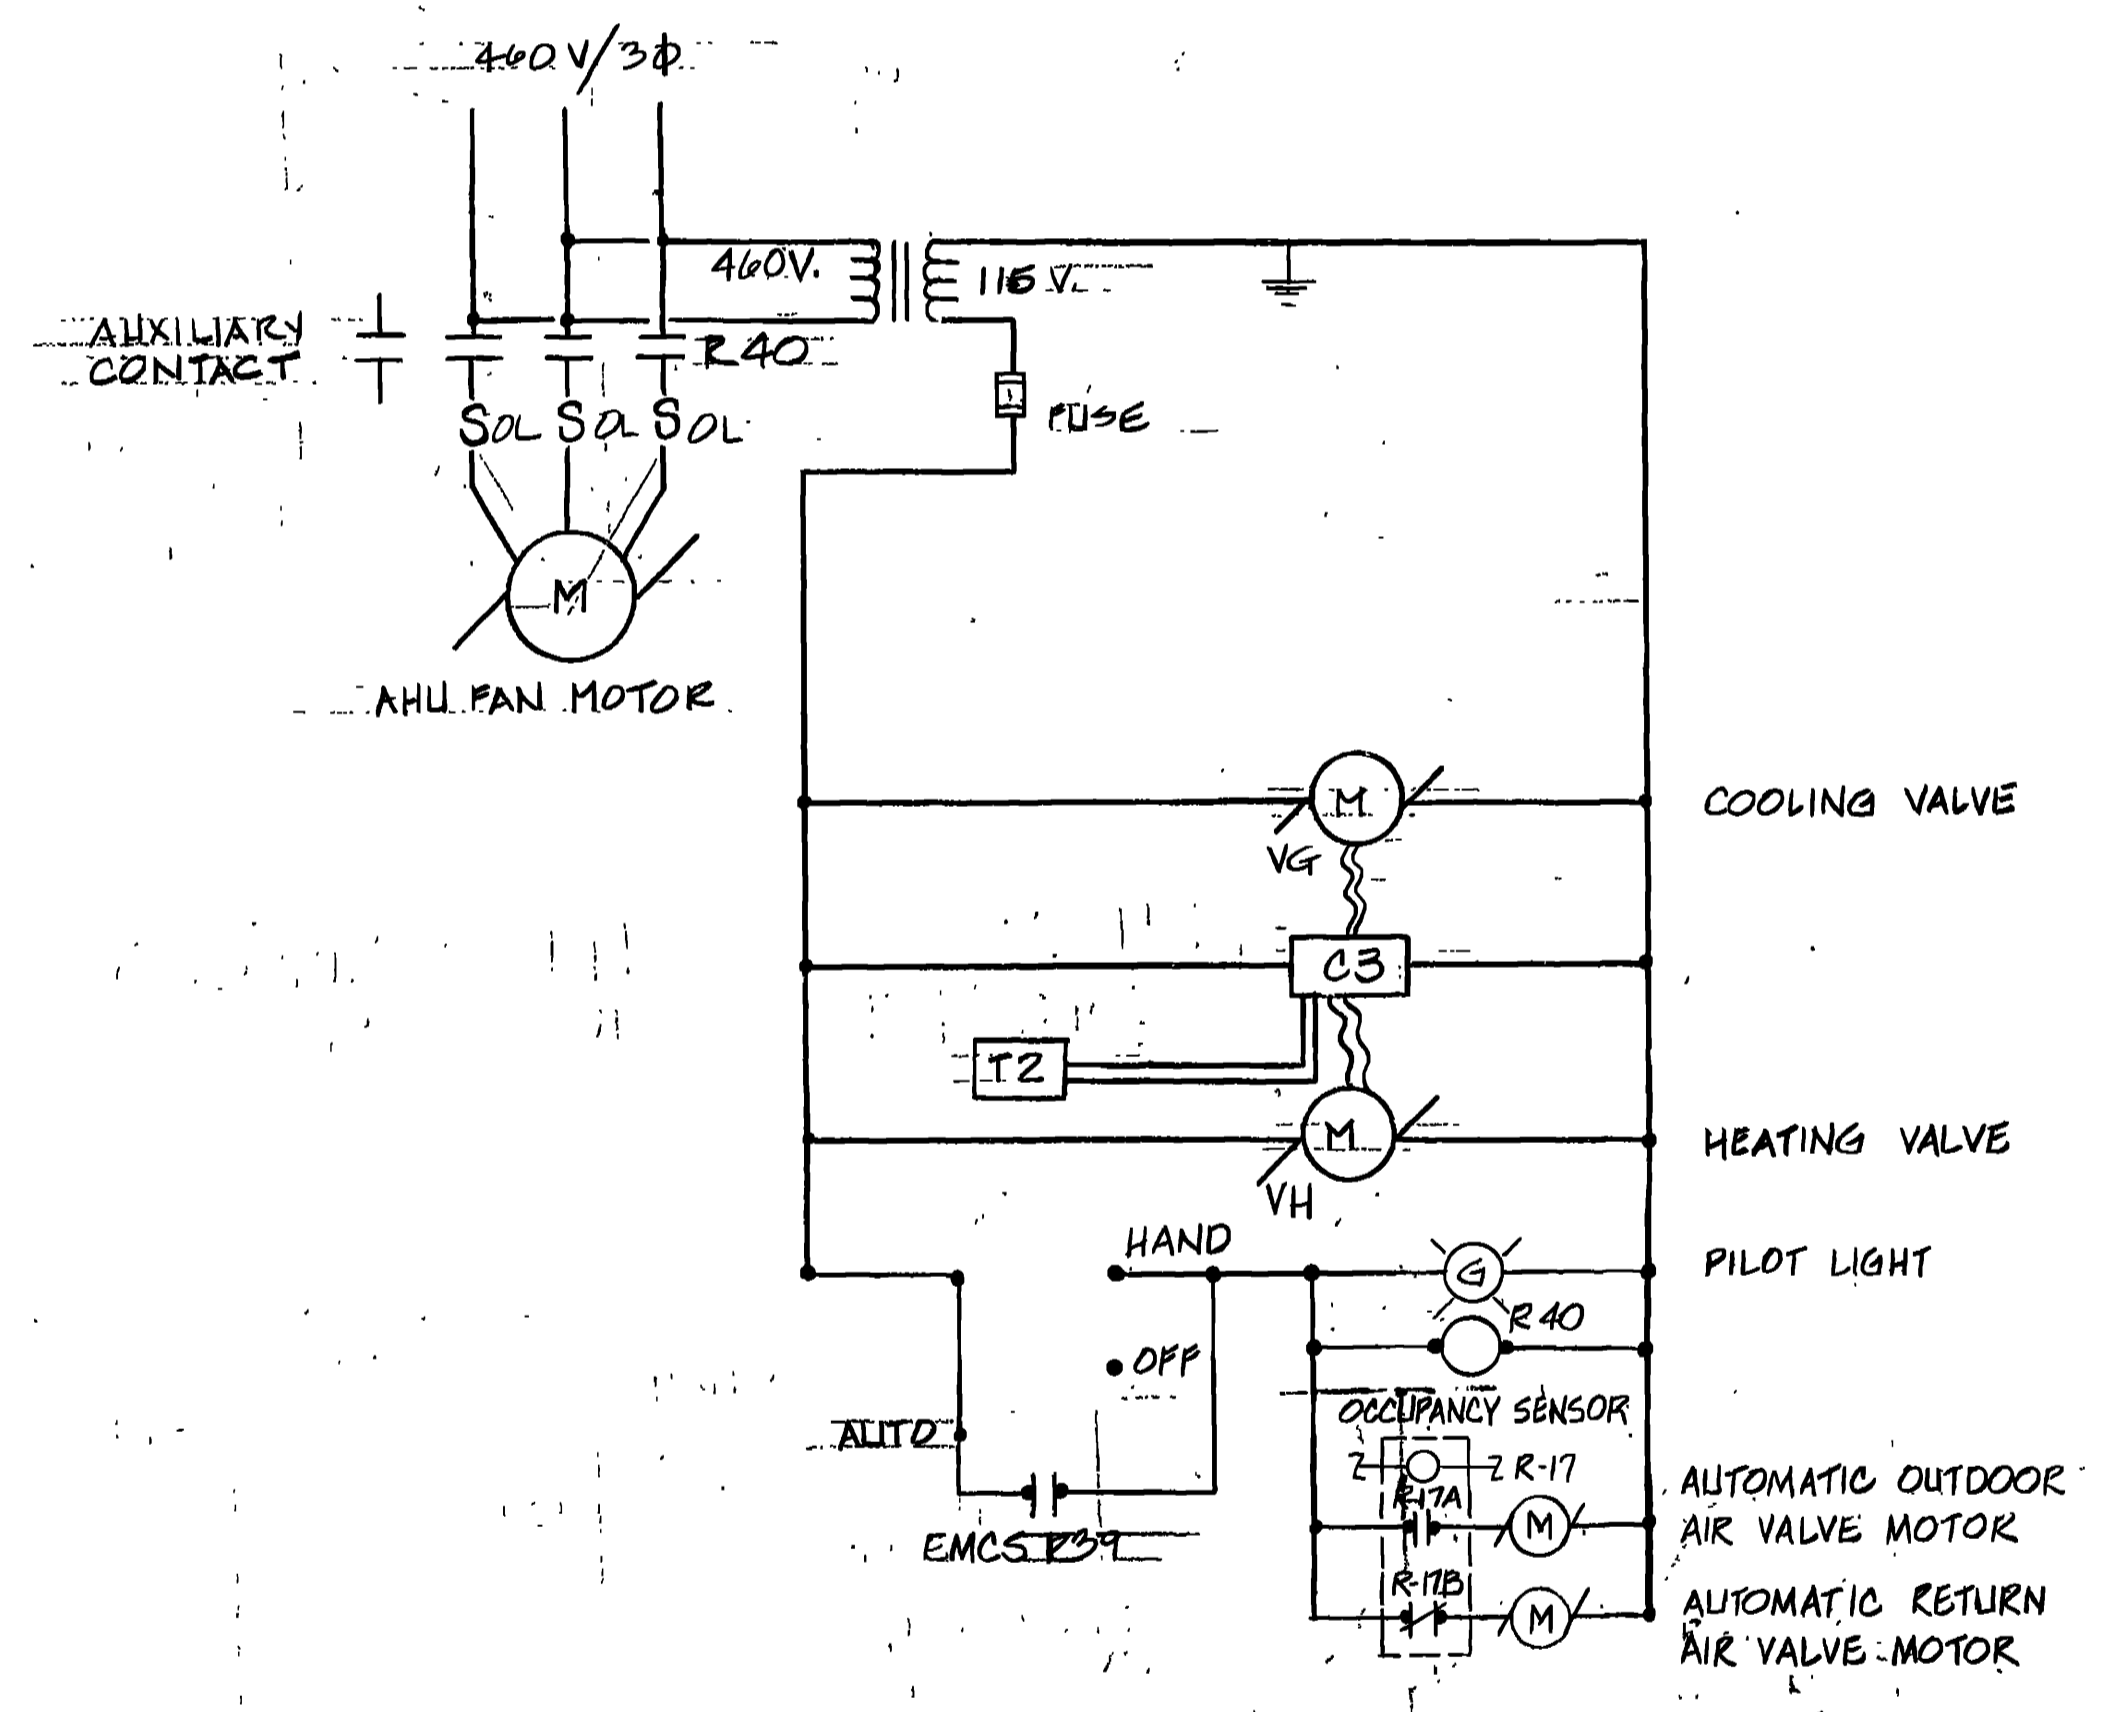 460V/3Φ
460V.
115 V.
AUXILIARY
CONTACT
R40
SOL SOL SOL
FUSE
M
AHU FAN MOTOR
M
COOLING VALVE
VG
C3
T2
M
HEATING VALVE
VH
HAND
G
PILOT LIGHT
R40
OFF
OCCUPANCY SENSOR
AUTO
R-17
R-17A
AUTOMATIC OUTDOOR
M
AIR VALVE MOTOR
EMCS R39
R-17B
AUTOMATIC RETURN
M
AIR VALVE MOTOR